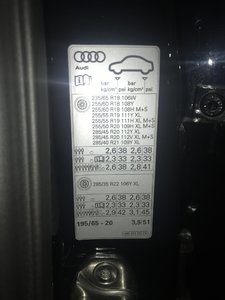 Audi
bar bar
kg/cm² psi kg/cm² psi
235/65 R18 106W
255/60 R18 108Y
255/60 R18 108H M+S
255/55 R19 111Y XL
255/55 R19 111H XL M+S
255/50 R20 109H XL M+S
285/45 R20 112Y XL
285/45 R20 112V XL M+S
285/40 R21 109Y XL
2,6 38 2,6 38
2,3 33 2,3 33
2,6 38 2,8 41
285/35 R22 106Y XL
2,6 38 2,6 38
2,3 33 2,3 33
2,9 42 3,1 45
195/65 - 20 3,5/51